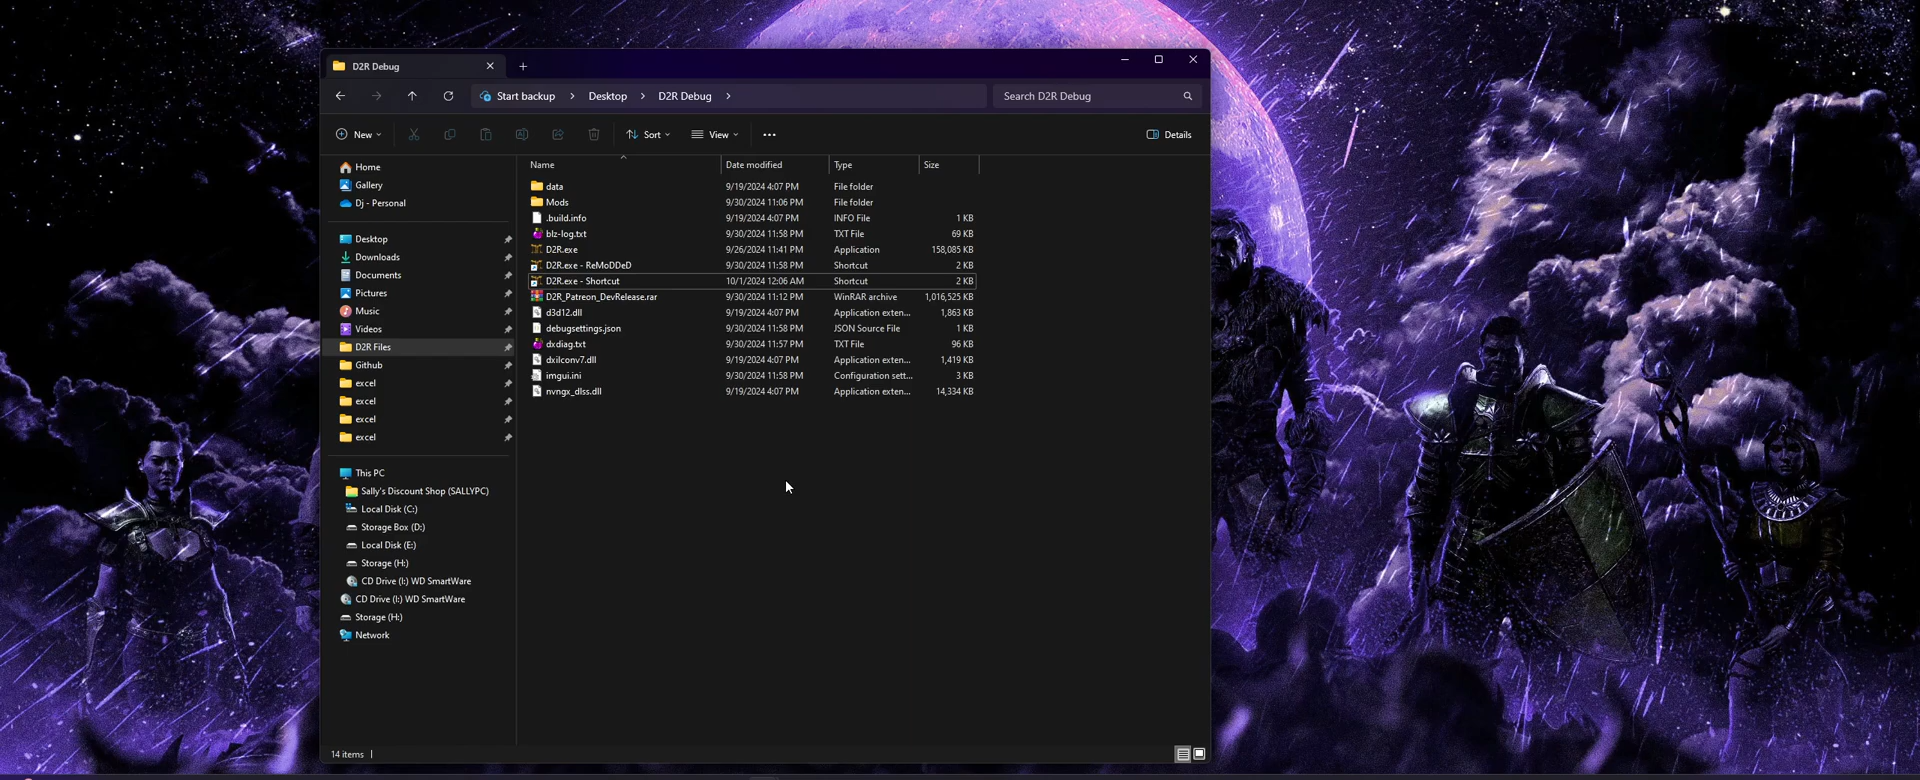 D2R Debug
Start backup > Desktop > D2R Debug >
Search D2R Debug
New
Sort
View
Details
Home
Gallery
Dj - Personal
Desktop
Downloads
Documents
Pictures
Music
Videos
D2R Files
Github
excel
excel
excel
excel
This PC
Sally's Discount Shop (SALLYPC)
Local Disk (C:)
Storage Box (D:)
Local Disk (E:)
Storage (H:)
CD Drive (I:) WD SmartWare
CD Drive (I:) WD SmartWare
Storage (H:)
Network
Name Date modified Type Size
data 9/19/2024 4:07 PM File folder
Mods 9/30/2024 11:06 PM File folder
.build.info 9/19/2024 4:07 PM INFO File 1 KB
blz-log.txt 9/30/2024 11:58 PM TXT File 69 KB
D2R.exe 9/26/2024 11:41 PM Application 158,085 KB
D2R.exe - ReMoDDeD 9/30/2024 11:58 PM Shortcut 2 KB
D2R.exe - Shortcut 10/1/2024 12:06 AM Shortcut 2 KB
D2R_Patreon_DevRelease.rar 9/30/2024 11:12 PM WinRAR archive 1,016,525 KB
d3d12.dll 9/19/2024 4:07 PM Application exten... 1,863 KB
debugsettings.json 9/30/2024 11:58 PM JSON Source File 1 KB
dxdiag.txt 9/30/2024 11:57 PM TXT File 96 KB
dxilconv7.dll 9/19/2024 4:07 PM Application exten... 1,419 KB
imgui.ini 9/30/2024 11:58 PM Configuration sett... 3 KB
nvngx_dlss.dll 9/19/2024 4:07 PM Application exten... 14,334 KB
14 items